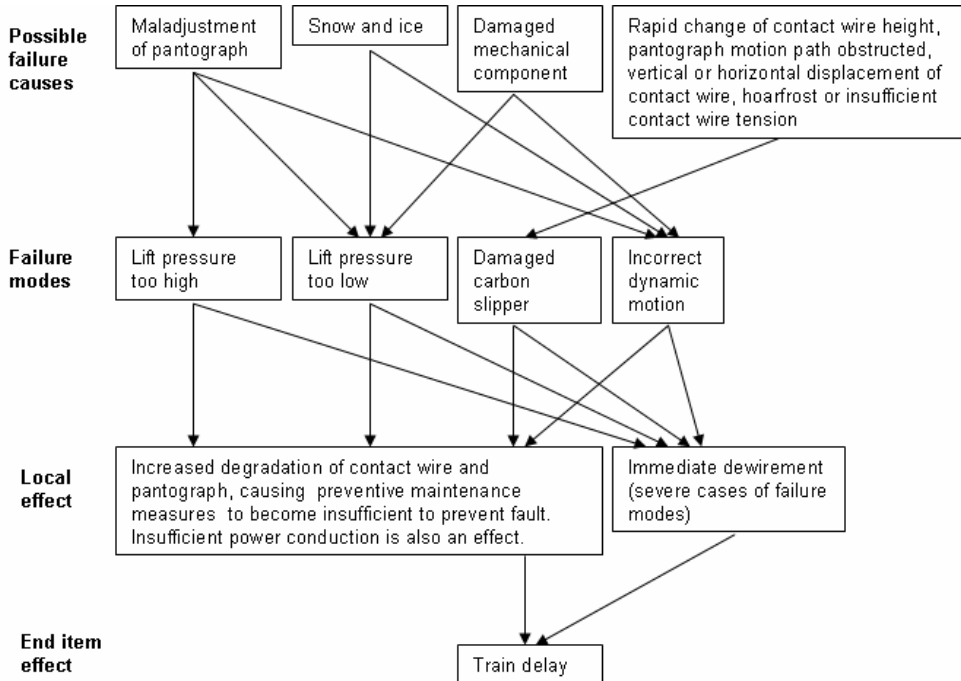 Possible
failure
causes
Maladjustment
of pantograph
Snow and ice
Damaged
mechanical
component
Rapid change of contact wire height,
pantograph motion path obstructed,
vertical or horizontal displacement of
contact wire, hoarfrost or insufficient
contact wire tension
Failure
modes
Lift pressure
too high
Lift pressure
too low
Damaged
carbon
slipper
Incorrect
dynamic
motion
Local
effect
Increased degradation of contact wire and
pantograph, causing preventive maintenance
measures to become insufficient to prevent fault.
Insufficient power conduction is also an effect.
Immediate dewirement
(severe cases of failure
modes)
End item
effect
Train delay